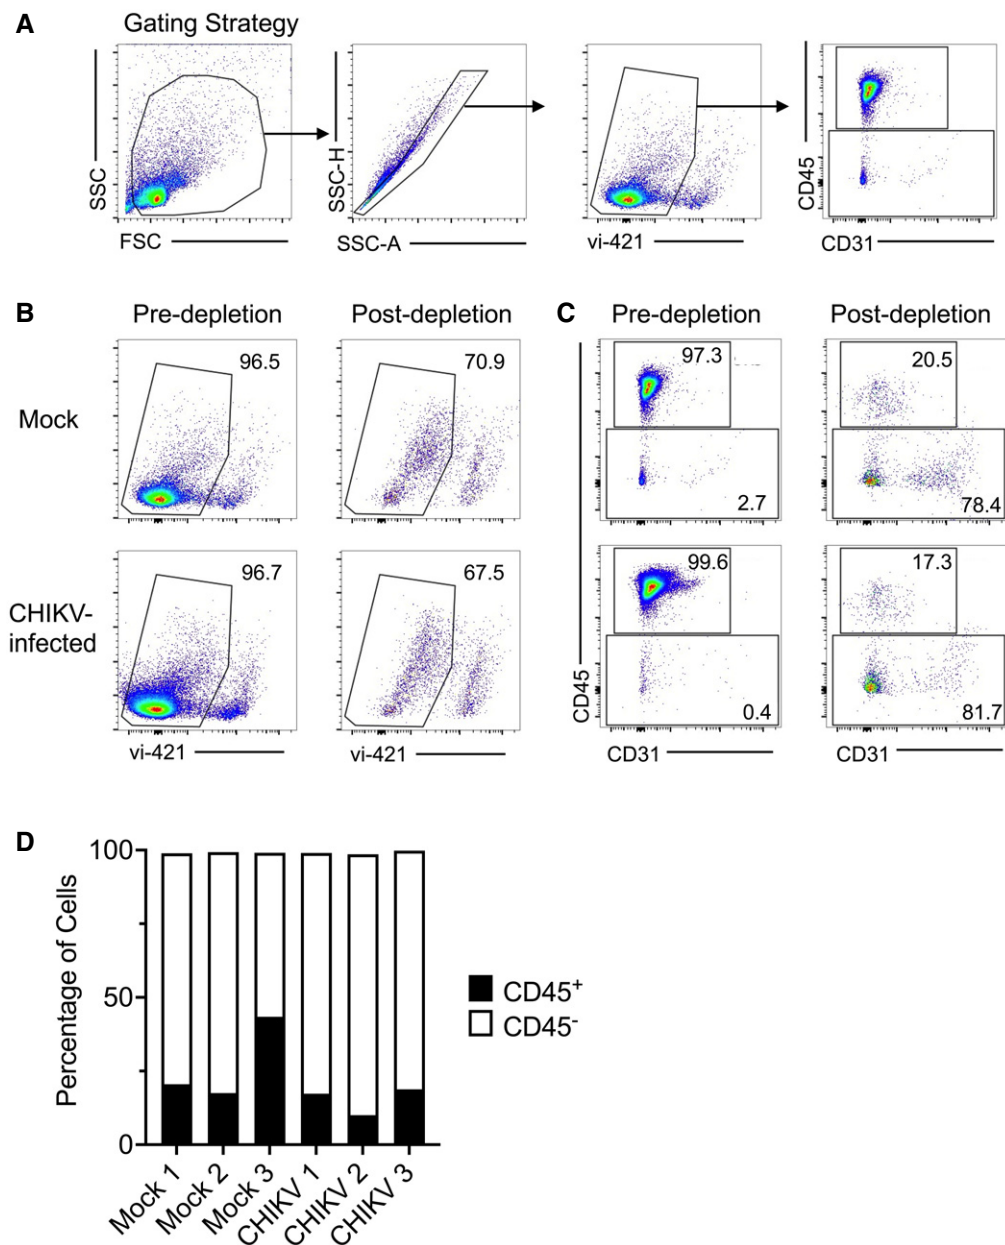 A
Gating Strategy
SSC
FSC
SSC-H
SSC-A
vi-421
CD45
CD31
B
Pre-depletion
Post-depletion
Mock
96.5
70.9
CHIKV-
infected
96.7
67.5
vi-421
vi-421
C
Pre-depletion
Post-depletion
97.3
2.7
20.5
78.4
99.6
0.4
17.3
81.7
CD45
CD31
CD31
D
Percentage of Cells
100
50
0
Mock 1
Mock 2
Mock 3
CHIKV 1
CHIKV 2
CHIKV 3
CD45⁺
CD45⁻